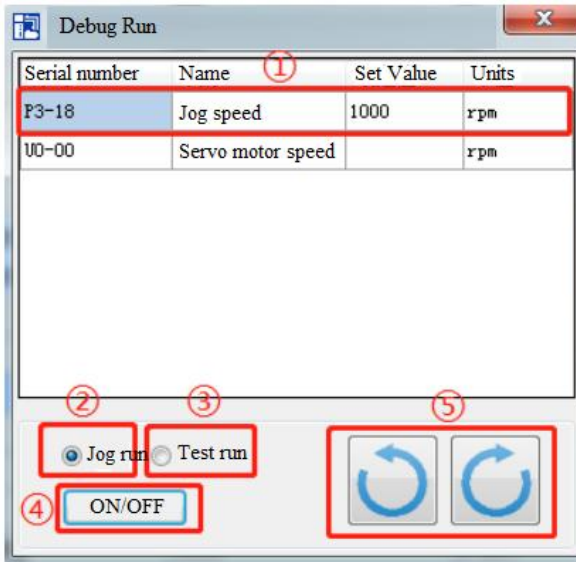 Debug Run
Serial number Name ① Set Value Units
P3-18 Jog speed 1000 rpm
U0-00 Servo motor speed rpm
② ③ ⑤
Jog run Test run
④ ON/OFF